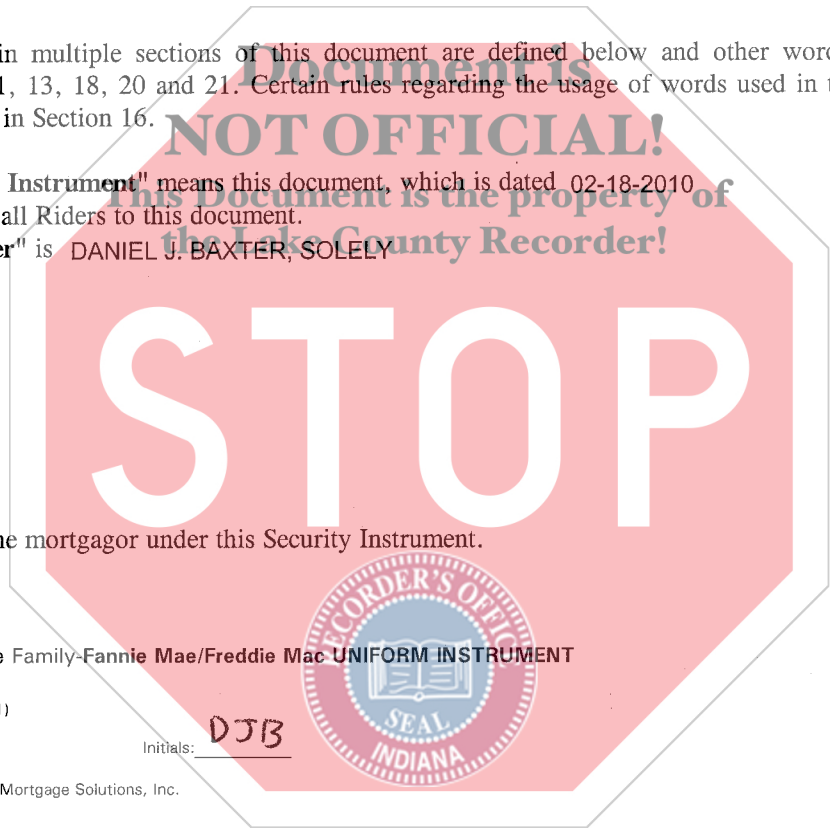 in multiple sections of this document are defined below and other word
1, 13, 18, 20 and 21. Certain rules regarding the usage of words used in t
in Section 16.
Document is
NOT OFFICIAL!
This Document is the property of
the Lake County Recorder!
Instrument" means this document, which is dated 02-18-2010
all Riders to this document.
er" is DANIEL J. BAXTER, SOLELY
STOP
he mortgagor under this Security Instrument.
RECORDER'S OFFICE
SEAL
INDIANA
e Family-Fannie Mae/Freddie Mac UNIFORM INSTRUMENT
)
Initials: DJB
Mortgage Solutions, Inc.